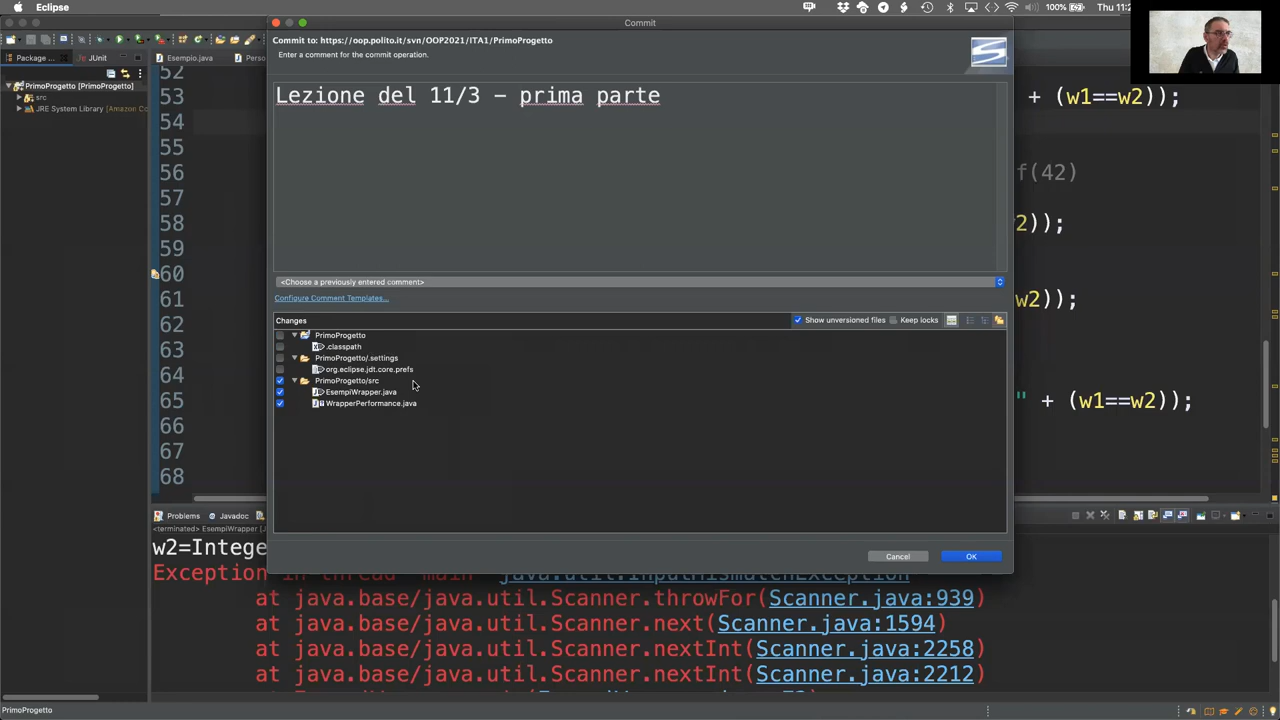 Eclipse
100%
Thu 11:2
Commit
Package ...
JUnit
Esempio.java
Perso
PrimoProgetto [PrimoProgetto]
src
JRE System Library [Amazon Co
Commit to: https://oop.polito.it/svn/OOP2021/ITA1/PrimoProgetto
Enter a comment for the commit operation.
Lezione del 11/3 – prima parte
52
53
+ (w1==w2));
54
55
56
f(42)
57
58
2));
59
60
61
w2));
62
63
64
65
" + (w1==w2));
66
67
68
<Choose a previously entered comment>
Configure Comment Templates...
Changes
Show unversioned files
Keep locks
PrimoProgetto
.classpath
PrimoProgetto/.settings
org.eclipse.jdt.core.prefs
PrimoProgetto/src
EsempiWrapper.java
WrapperPerformance.java
Cancel
OK
Problems
Javadoc
<terminated> EsempiWrapper [J
w2=Intege
Exception in thread "main" java.util.InputMismatchException
at java.base/java.util.Scanner.throwFor(Scanner.java:939)
at java.base/java.util.Scanner.next(Scanner.java:1594)
at java.base/java.util.Scanner.nextInt(Scanner.java:2258)
at java.base/java.util.Scanner.nextInt(Scanner.java:2212)
PrimoProgetto